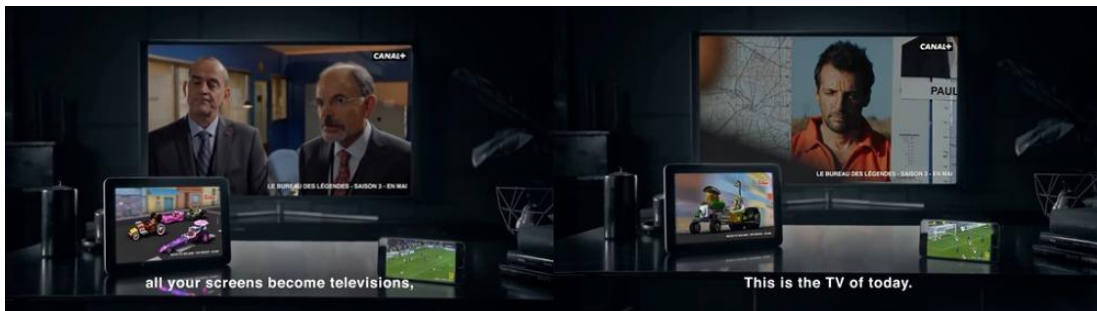 CANAL+
LE BUREAU DES LÉGENDES - SAISON 3 - EN MAI
all your screens become televisions,
CANAL+
PAUL
LE BUREAU DES LÉGENDES - SAISON 3 - EN MAI
This is the TV of today.